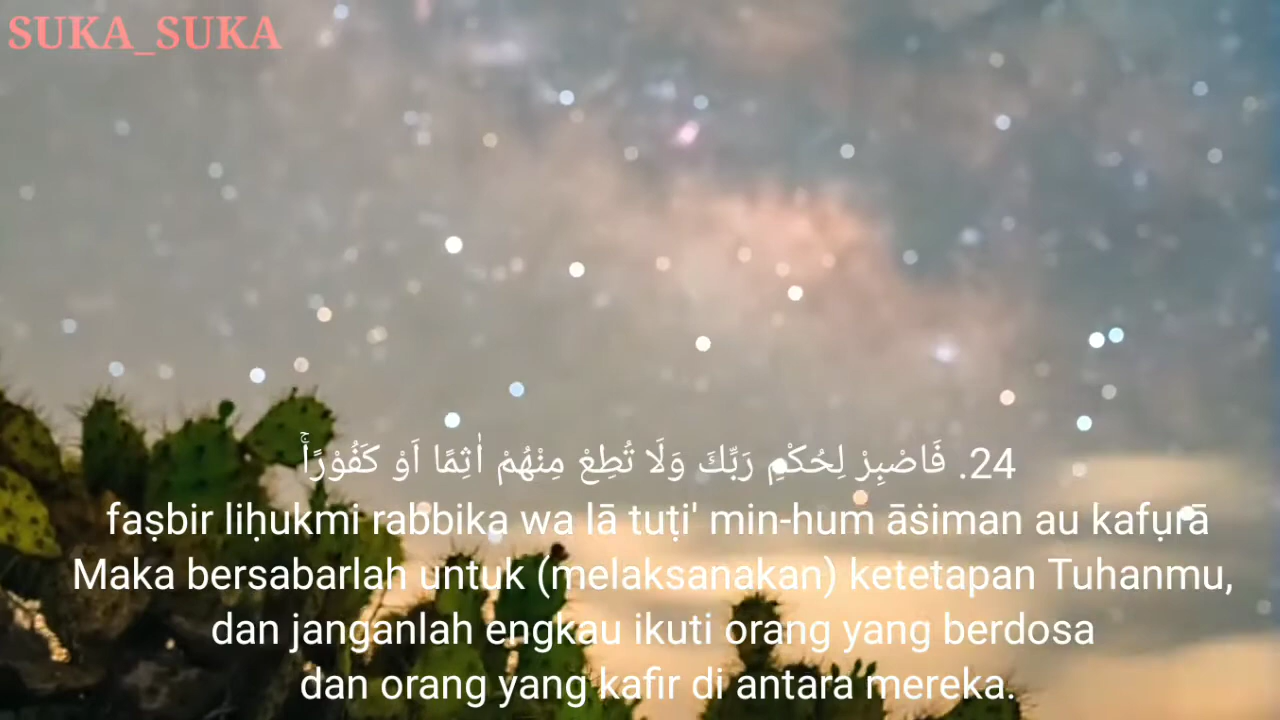 SUKA_SUKA
24. فَاصْبِرْ لِحُكْمِ رَبِّكَ وَلَا تُطِعْ مِنْهُمْ اٰثِمًا اَوْ كَفُوْرًاۚ
faṣbir liḥukmi rabbika wa lā tuṭi' min-hum āṡiman au kafụrā
Maka bersabarlah untuk (melaksanakan) ketetapan Tuhanmu,
dan janganlah engkau ikuti orang yang berdosa
dan orang yang kafir di antara mereka.